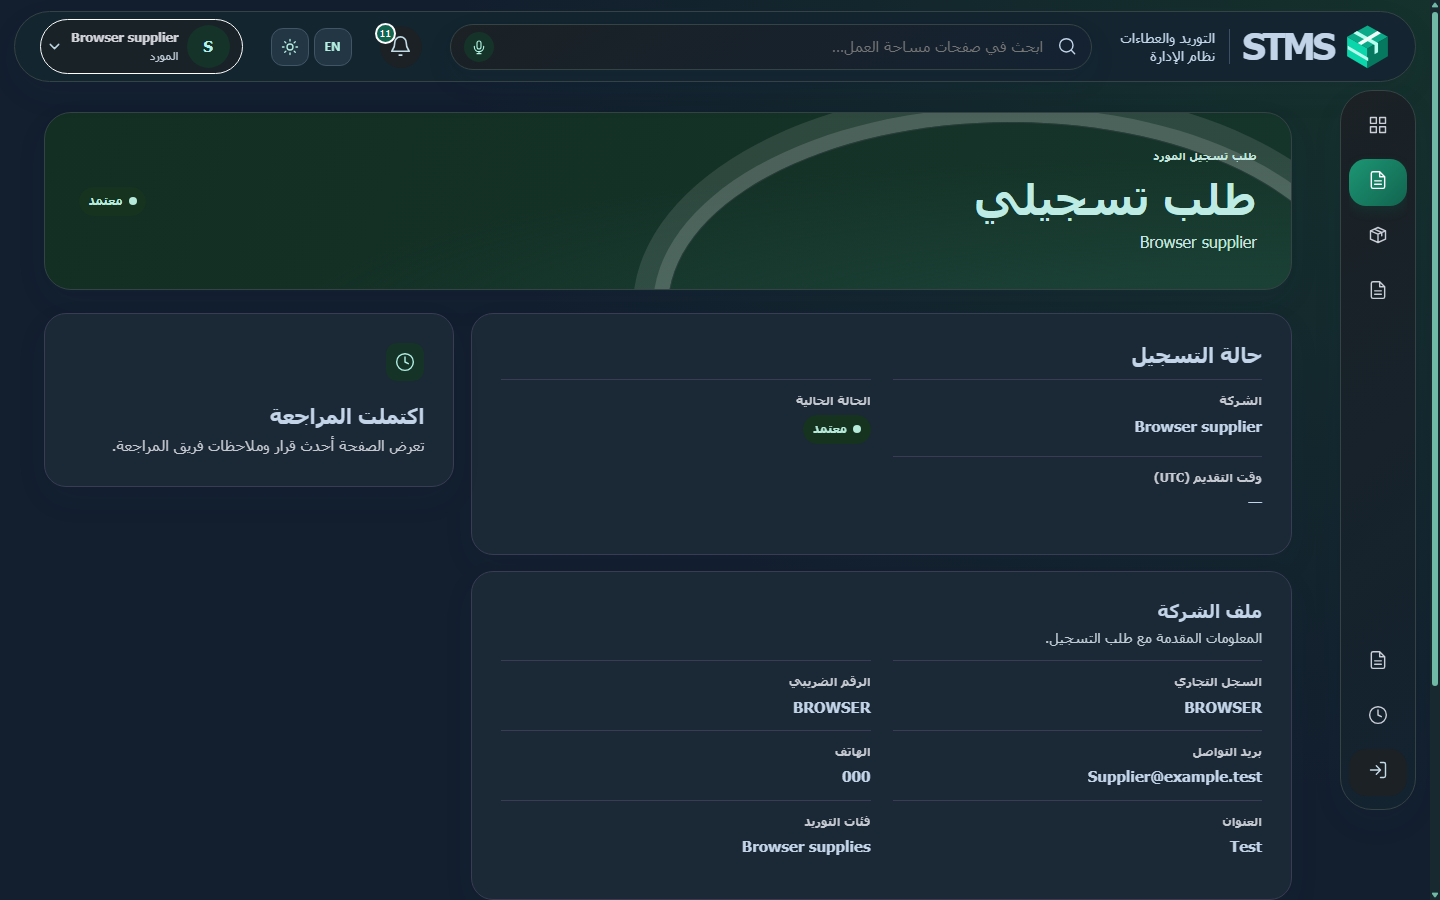 STMS
التوريد والعطاءات
نظام الإدارة
ابحث في صفحات مساحة العمل...
11
EN
S
Browser supplier
المورد
طلب تسجيل المورد
طلب تسجيلي
Browser supplier
معتمد
حالة التسجيل
الشركة
Browser supplier
الحالة الحالية
معتمد
وقت التقديم (UTC)
—
اكتملت المراجعة
تعرض الصفحة أحدث قرار وملاحظات فريق المراجعة.
ملف الشركة
المعلومات المقدمة مع طلب التسجيل.
السجل التجاري
BROWSER
الرقم الضريبي
BROWSER
بريد التواصل
Supplier@example.test
الهاتف
000
العنوان
Test
فئات التوريد
Browser supplies